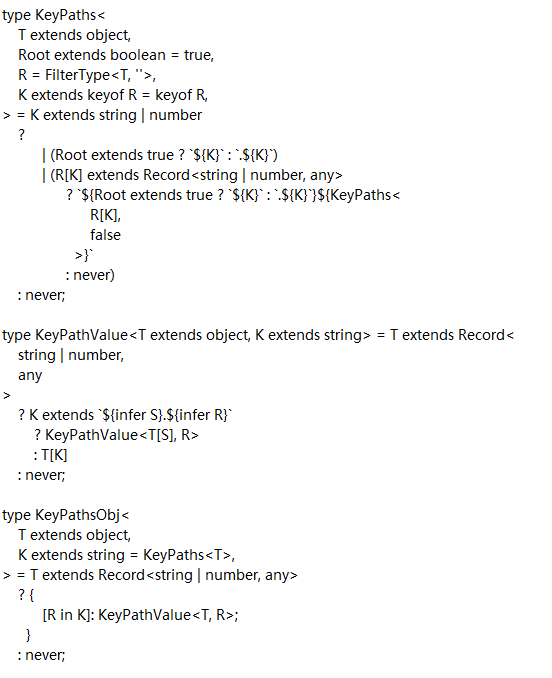 type KeyPaths<
    T extends object,
    Root extends boolean = true,
    R = FilterType<T, ''>,
    K extends keyof R = keyof R,
> = K extends string | number
    ?
        | (Root extends true ? `${K}` : `.${K}`)
        | (R[K] extends Record<string | number, any>
            ? `${Root extends true ? `${K}` : `.${K}`}${KeyPaths<
                R[K],
                false
              >}`
            : never)
    : never;

type KeyPathValue<T extends object, K extends string> = T extends Record<
    string | number,
    any
>
    ? K extends `${infer S}.${infer R}`
        ? KeyPathValue<T[S], R>
        : T[K]
    : never;

type KeyPathsObj<
    T extends object,
    K extends string = KeyPaths<T>,
> = T extends Record<string | number, any>
    ? {
        [R in K]: KeyPathValue<T, R>;
      }
    : never;